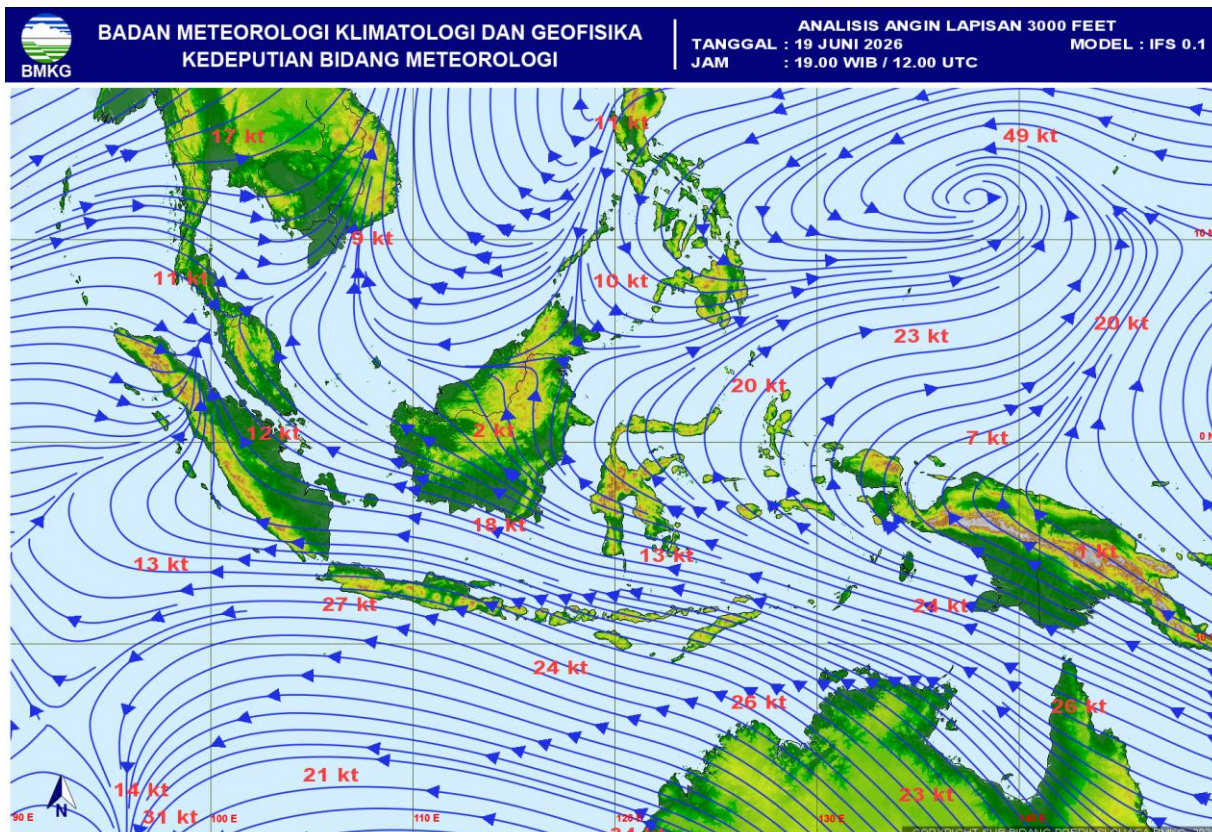 BADAN METEOROLOGI KLIMATOLOGI DAN GEOFISIKA
KEDEPUTIAN BIDANG METEOROLOGI
BMKG
ANALISIS ANGIN LAPISAN 3000 FEET
TANGGAL : 19 JUNI 2026 MODEL : IFS 0.1
JAM : 19.00 WIB / 12.00 UTC
17 kt
11 kt
49 kt
9 kt
10 N
11 kt
10 kt
20 kt
23 kt
20 kt
12 kt
2 kt
7 kt
0 N
18 kt
13 kt
13 kt
1 kt
27 kt
24 kt
24 kt
26 kt
26 kt
14 kt
21 kt
23 kt
N
90 E
31 kt
100 E
110 E
120 E
130 E